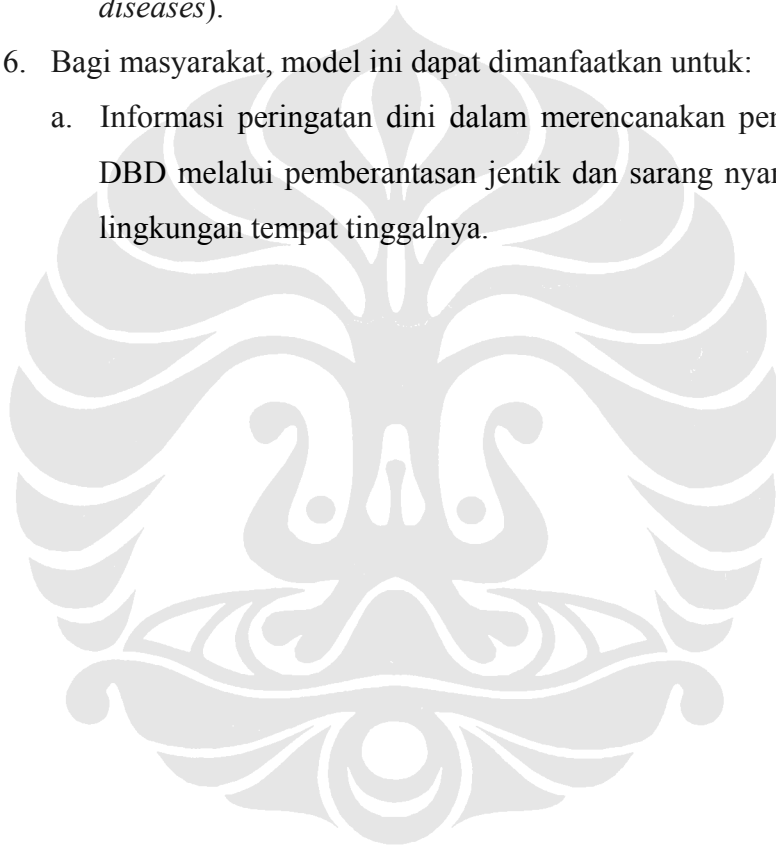 diseases).
6. Bagi masyarakat, model ini dapat dimanfaatkan untuk:
a. Informasi peringatan dini dalam merencanakan
DBD melalui pemberantasan jentik dan sarang
lingkungan tempat tinggalnya.